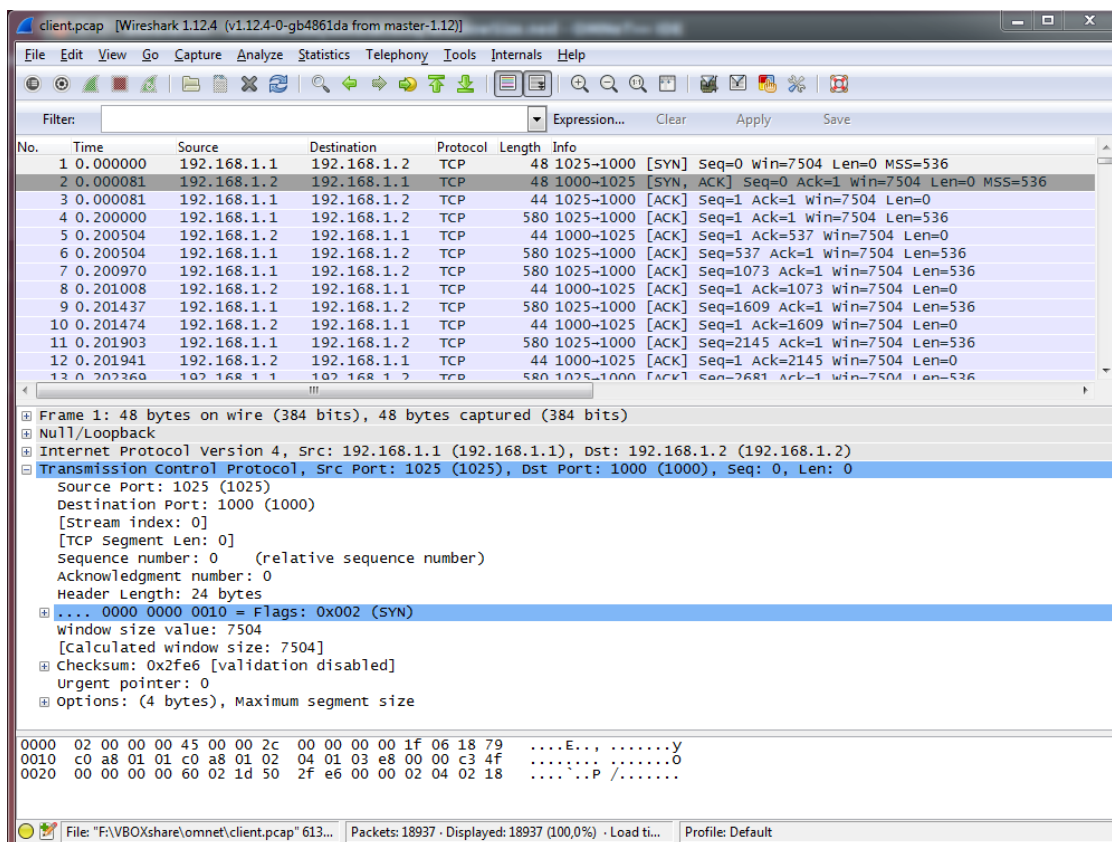 client.pcap [Wireshark 1.12.4 (v1.12.4-0-gb4861da from master-1.12)]
File Edit View Go Capture Analyze Statistics Telephony Tools Internals Help
Filter: Expression... Clear Apply Save
No. Time Source Destination Protocol Length Info
1 0.000000 192.168.1.1 192.168.1.2 TCP 48 1025→1000 [SYN] Seq=0 Win=7504 Len=0 MSS=536
2 0.000081 192.168.1.2 192.168.1.1 TCP 48 1000→1025 [SYN, ACK] Seq=0 Ack=1 Win=7504 Len=0 MSS=536
3 0.000081 192.168.1.1 192.168.1.2 TCP 44 1025→1000 [ACK] Seq=1 Ack=1 Win=7504 Len=0
4 0.200000 192.168.1.1 192.168.1.2 TCP 580 1025→1000 [ACK] Seq=1 Ack=1 Win=7504 Len=536
5 0.200504 192.168.1.2 192.168.1.1 TCP 44 1000→1025 [ACK] Seq=1 Ack=537 Win=7504 Len=0
6 0.200504 192.168.1.1 192.168.1.2 TCP 580 1025→1000 [ACK] Seq=537 Ack=1 Win=7504 Len=536
7 0.200970 192.168.1.1 192.168.1.2 TCP 580 1025→1000 [ACK] Seq=1073 Ack=1 Win=7504 Len=536
8 0.201008 192.168.1.2 192.168.1.1 TCP 44 1000→1025 [ACK] Seq=1 Ack=1073 Win=7504 Len=0
9 0.201437 192.168.1.1 192.168.1.2 TCP 580 1025→1000 [ACK] Seq=1609 Ack=1 Win=7504 Len=536
10 0.201474 192.168.1.2 192.168.1.1 TCP 44 1000→1025 [ACK] Seq=1 Ack=1609 Win=7504 Len=0
11 0.201903 192.168.1.1 192.168.1.2 TCP 580 1025→1000 [ACK] Seq=2145 Ack=1 Win=7504 Len=536
12 0.201941 192.168.1.2 192.168.1.1 TCP 44 1000→1025 [ACK] Seq=1 Ack=2145 Win=7504 Len=0
13 0.202369 192.168.1.1 192.168.1.2 TCP 580 1025→1000 [ACK] Seq=2681 Ack=1 Win=7504 Len=536
Frame 1: 48 bytes on wire (384 bits), 48 bytes captured (384 bits)
Null/Loopback
Internet Protocol Version 4, Src: 192.168.1.1 (192.168.1.1), Dst: 192.168.1.2 (192.168.1.2)
Transmission Control Protocol, Src Port: 1025 (1025), Dst Port: 1000 (1000), Seq: 0, Len: 0
Source Port: 1025 (1025)
Destination Port: 1000 (1000)
[Stream index: 0]
[TCP Segment Len: 0]
Sequence number: 0 (relative sequence number)
Acknowledgment number: 0
Header Length: 24 bytes
.... 0000 0000 0010 = Flags: 0x002 (SYN)
Window size value: 7504
[Calculated window size: 7504]
Checksum: 0x2fe6 [validation disabled]
Urgent pointer: 0
Options: (4 bytes), Maximum segment size
0000 02 00 00 00 45 00 00 2c 00 00 00 00 1f 06 18 79 ....E.., .......y
0010 c0 a8 01 01 c0 a8 01 02 04 01 03 e8 00 00 c3 4f ........ .......O
0020 00 00 00 00 60 02 1d 50 2f e6 00 00 02 04 02 18 ....`..P /.......
File: "F:\VBOXshare\omnet\client.pcap" 613... Packets: 18937 · Displayed: 18937 (100,0%) · Load ti... Profile: Default